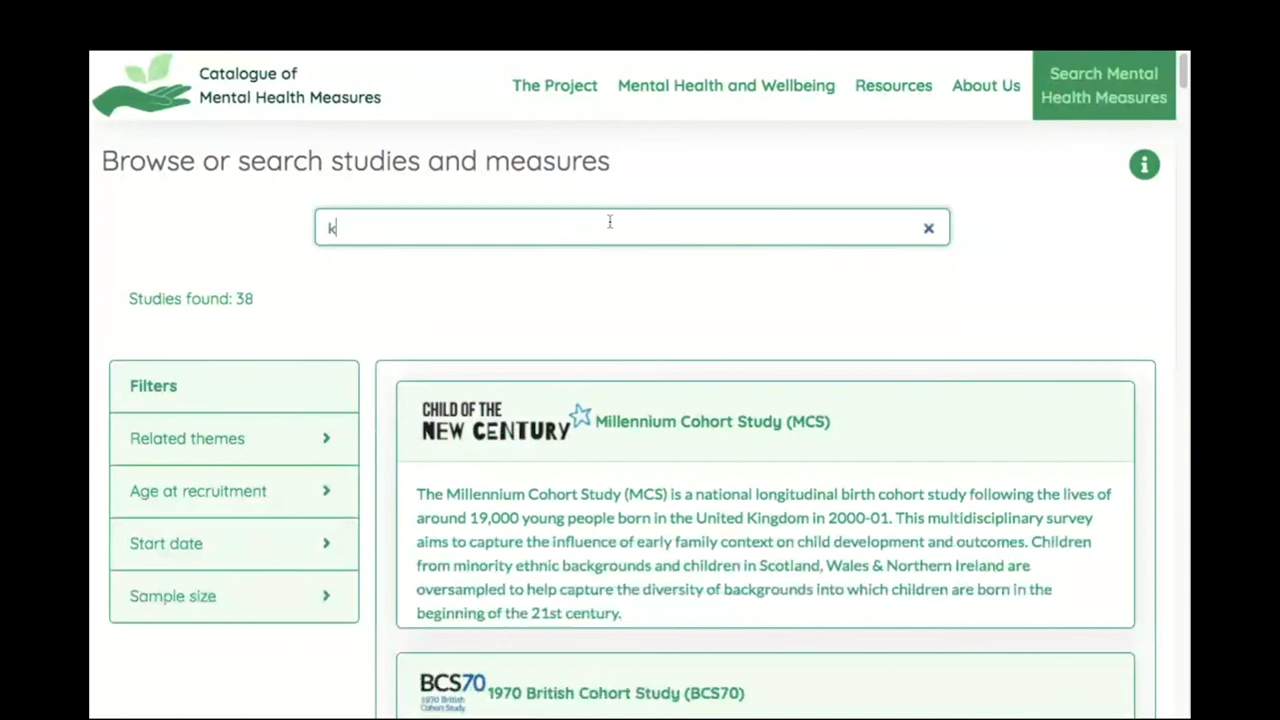 Catalogue of
Mental Health Measures
The Project
Mental Health and Wellbeing
Resources
About Us
Search Mental
Health Measures
Browse or search studies and measures
k
Studies found: 38
Filters
Related themes
Age at recruitment
Start date
Sample size
CHILD OF THE
NEW CENTURY
Millennium Cohort Study (MCS)
The Millennium Cohort Study (MCS) is a national longitudinal birth cohort study following the lives of
around 19,000 young people born in the United Kingdom in 2000-01. This multidisciplinary survey
aims to capture the influence of early family context on child development and outcomes. Children
from minority ethnic backgrounds and children in Scotland, Wales & Northern Ireland are
oversampled to help capture the diversity of backgrounds into which children are born in the
beginning of the 21st century.
BCS70
1970 British
Cohort Study
1970 British Cohort Study (BCS70)